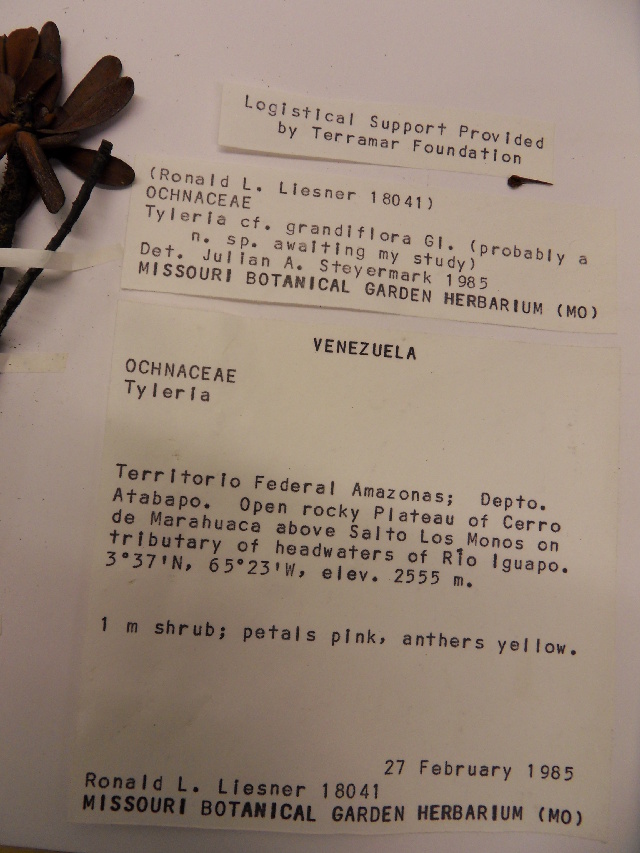 Logistical Support Provided
by Terramar Foundation
(Ronald L. Liesner 18041)
OCHNACEAE
Tyleria cf. grandiflora Gl. (probably a
n. sp. awaiting my study)
Det. Julian A. Steyermark 1985
MISSOURI BOTANICAL GARDEN HERBARIUM (MO)
VENEZUELA
OCHNACEAE
Tyleria
Territorio Federal Amazonas; Depto.
Atabapo. Open rocky Plateau of Cerro
de Marahuaca above Salto Los Monos on
tributary of headwaters of Río Iguapo.
3°37'N, 65°23'W, elev. 2555 m.
1 m shrub; petals pink, anthers yellow.
27 February 1985
Ronald L. Liesner 18041
MISSOURI BOTANICAL GARDEN HERBARIUM (MO)